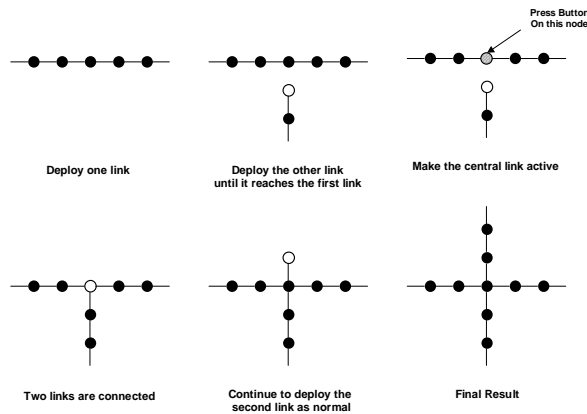 Press Button
On this node
Deploy one link
Deploy the other link
until it reaches the first link
Make the central link active
Two links are connected
Continue to deploy the
second link as normal
Final Result